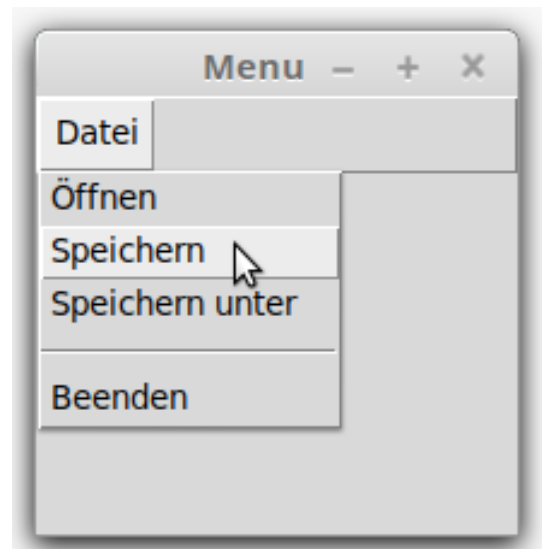 Menu – + ×
Datei
Öffnen
Speichern
Speichern unter
Beenden